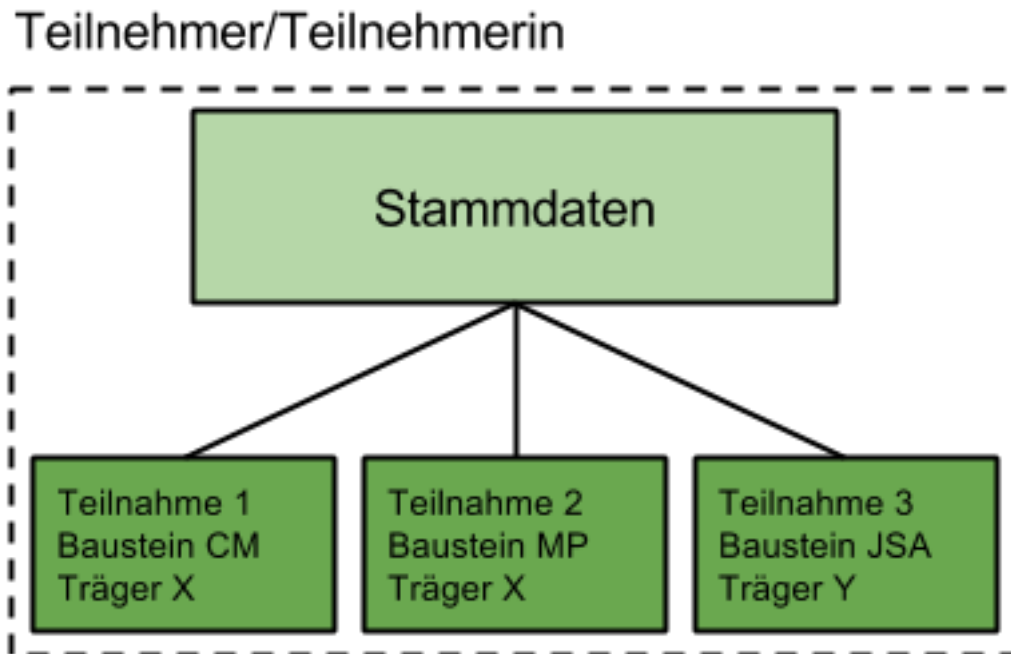 Teilnehmer/Teilnehmerin
Stammdaten
Teilnahme 1
Baustein CM
Träger X
Teilnahme 2
Baustein MP
Träger X
Teilnahme 3
Baustein JSA
Träger Y